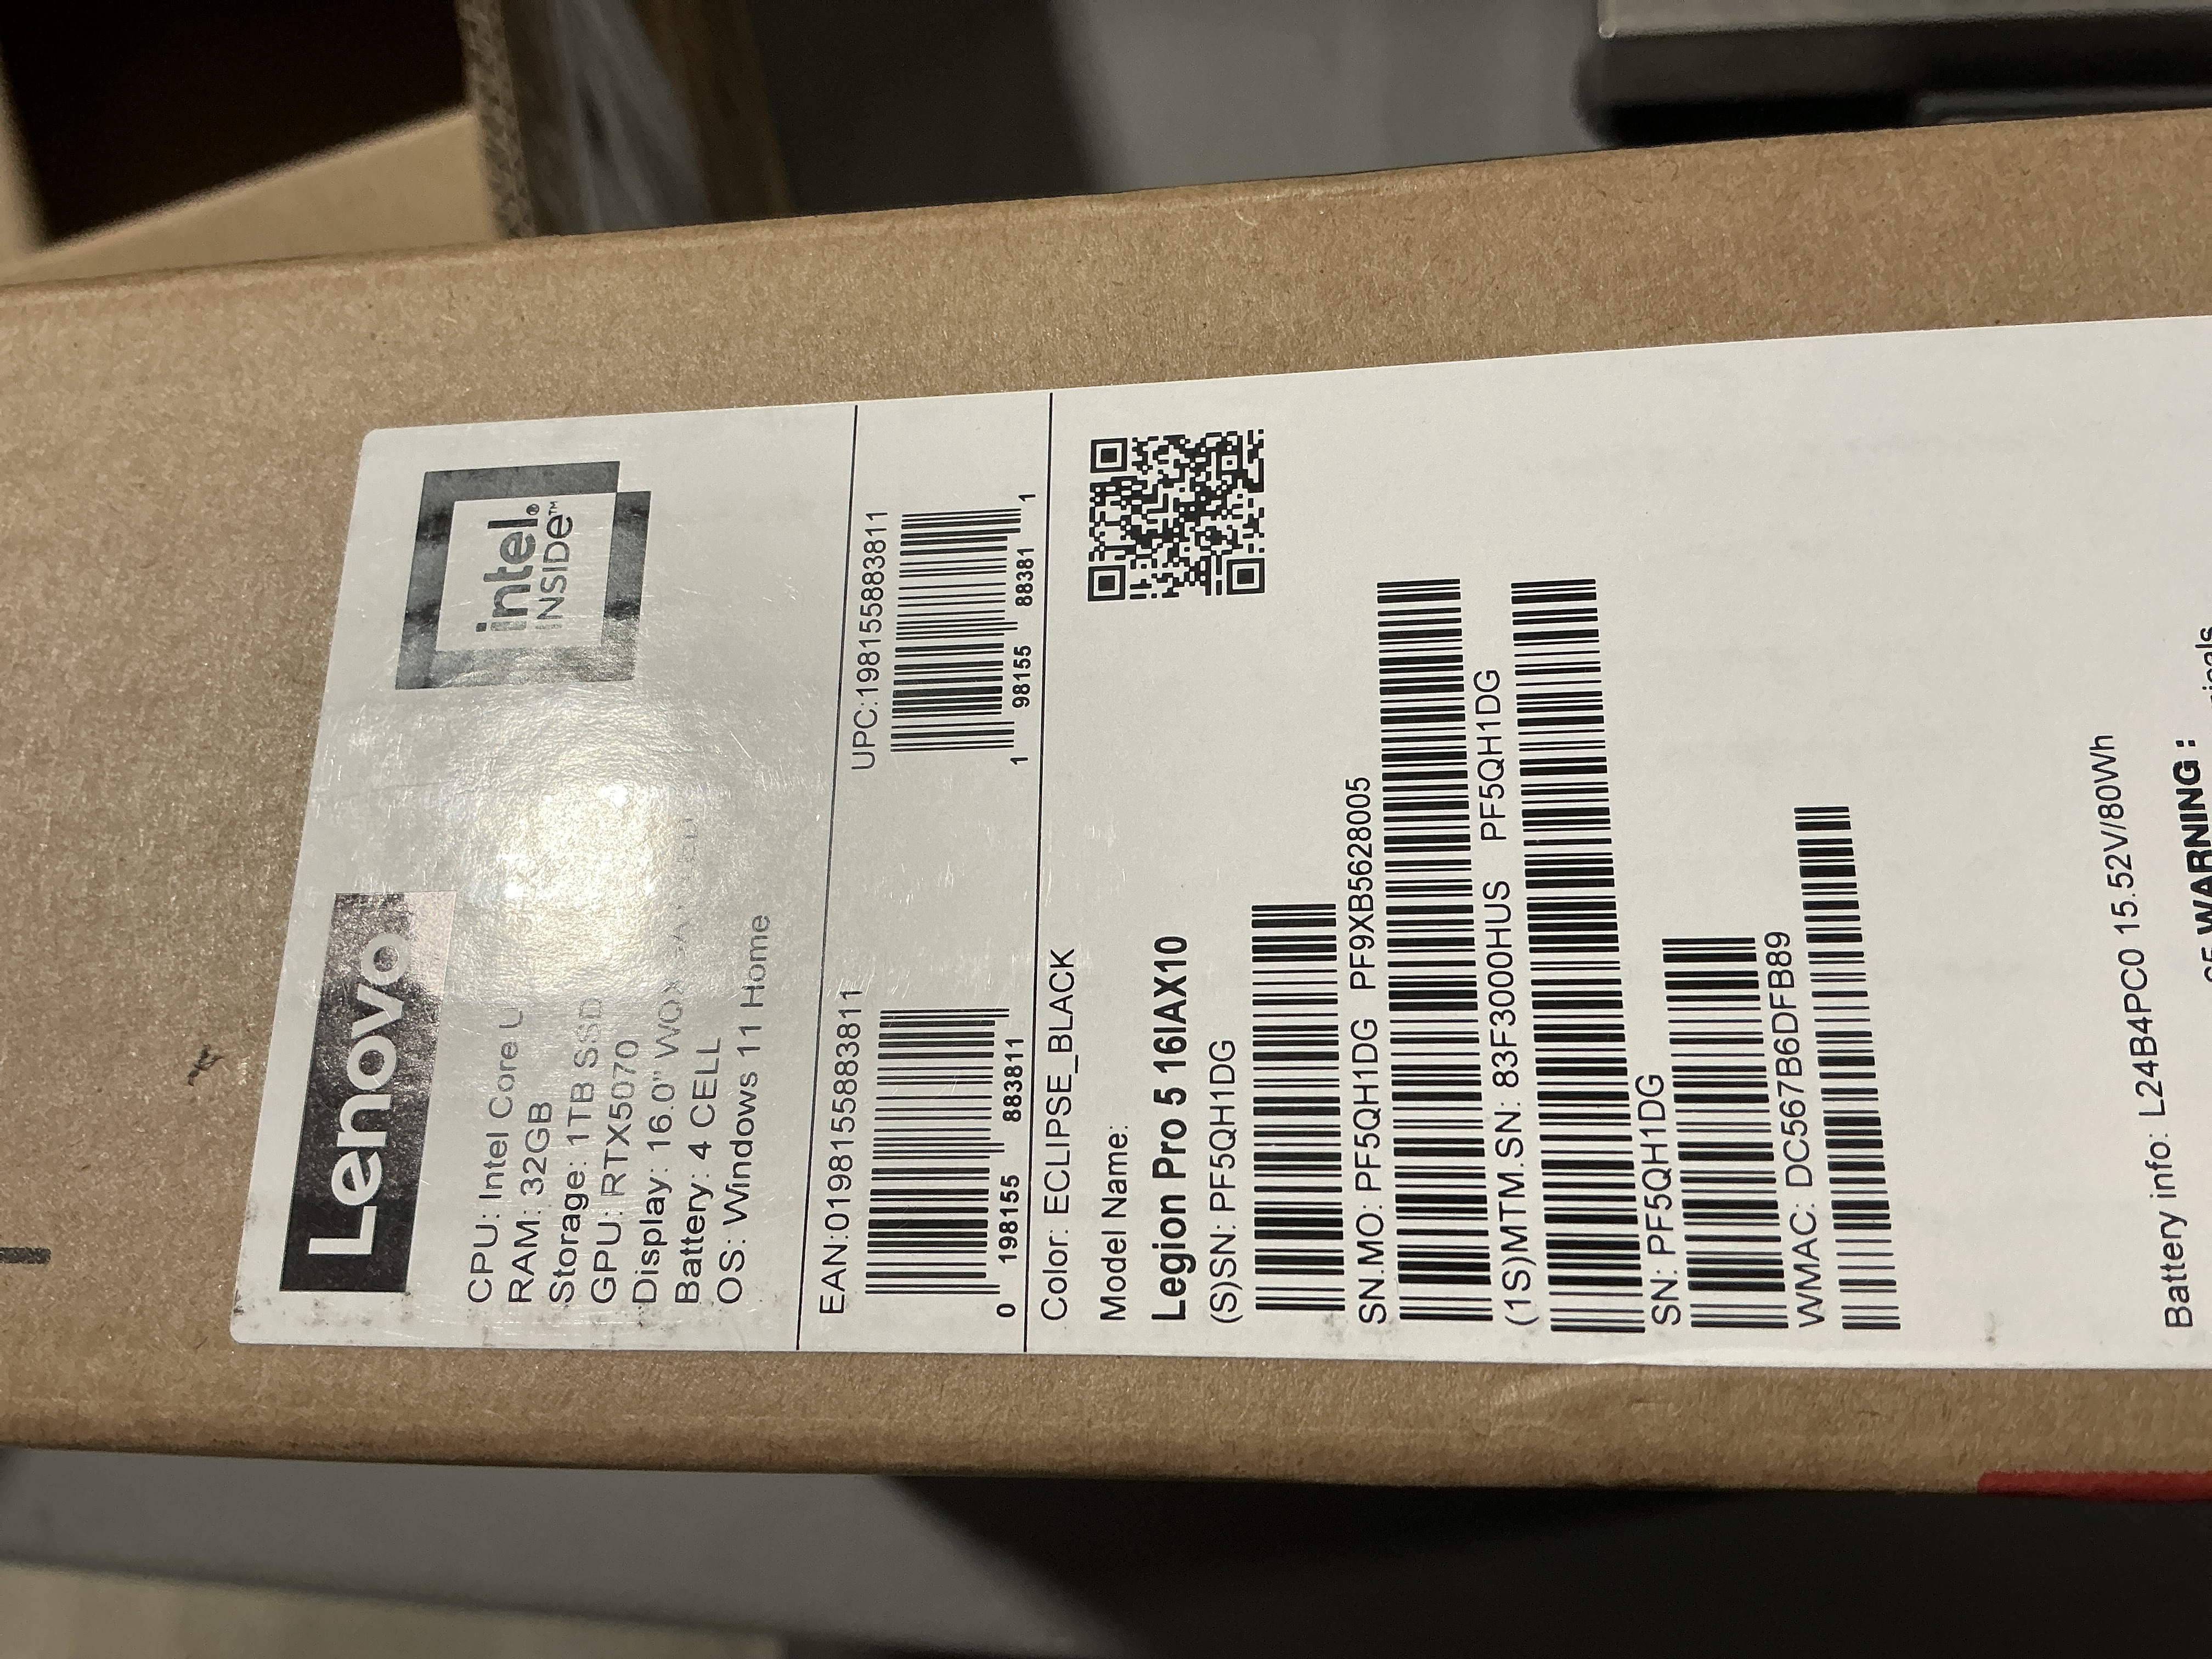 Lenovo
intel®
INSIDE™
CPU: Intel Core U
RAM: 32GB
Storage: 1TB SSD
GPU: RTX5070
Display: 16.0"
Battery: 4 CELL
OS: Windows 11 Home
EAN:0198155883811
UPC:198155883811
0 198155 883811
1 98155 88381 1
Color: ECLIPSE_BLACK
Model Name:
Legion Pro 5 16IAX10
(S)SN: PF5QH1DG
SN.MO: PF5QH1DG PF9XB5628005
(1S)MTM.SN: 83F3000HUS PF5QH1DG
SN: PF5QH1DG
WMAC: DC567B6DFB89
Battery info: L24B4PC0 15.52V/80Wh
WARNING :